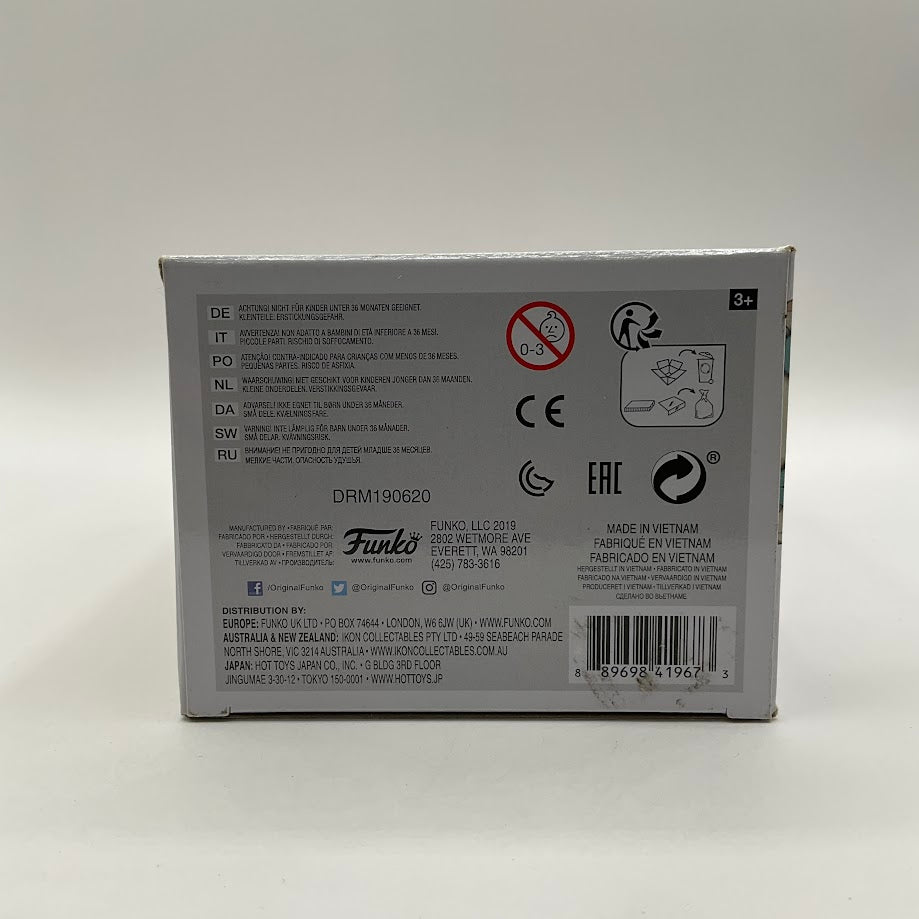 3+
DE ACHTUNG! NICHT FÜR KINDER UNTER 36 MONATEN GEEIGNET.
KLEINTEILE. ERSTICKUNGSGEFAHR.
IT AVVERTENZA! NON ADATTO A BAMBINI DI ETÀ INFERIORE A 36 MESI.
PICCOLE PARTI. RISCHIO DI SOFFOCAMENTO.
PO ATENÇÃO! CONTRA-INDICADO PARA CRIANÇAS COM MENOS DE 36 MESES.
PEQUENAS PARTES. RISCO DE ASFIXIA.
NL WAARSCHUWING! NIET GESCHIKT VOOR KINDEREN JONGER DAN 36 MAANDEN.
KLEINE ONDERDELEN. VERSTIKKINGSGEVAAR.
DA ADVARSEL! IKKE EGNET TIL BØRN UNDER 36 MÅNEDER.
SMÅ DELE. KVÆLNINGSFARE.
SW VARNING! INTE LÄMPLIG FÖR BARN UNDER 36 MÅNADER.
SMÅ DELAR. KVÄVNINGSRISK.
RU ВНИМАНИЕ! НЕ ПРИГОДНО ДЛЯ ДЕТЕЙ МЛАДШЕ 36 МЕСЯЦЕВ.
МЕЛКИЕ ЧАСТИ, ОПАСНОСТЬ УДУШЬЯ.
0-3
CE
EAC
®
DRM190620
MANUFACTURED BY • FABRIQUÉ PAR:
FABRICADO POR • HERGESTELLT DURCH:
FABBRICATO DA • FABRICADO POR:
VERVAARDIGD DOOR • FREMSTILLET AF:
TILLVERKAD AV • ПРОИЗВОДИТЕЛЬ:
Funko
www.funko.com
FUNKO, LLC 2019
2802 WETMORE AVE
EVERETT, WA 98201
(425) 783-3616
/OriginalFunko @OriginalFunko @OriginalFunko
MADE IN VIETNAM
FABRIQUÉ EN VIETNAM
FABRICADO EN VIETNAM
HERGESTELLT IN VIETNAM • FABBRICATO IN VIETNAM
FABRICADO NA VIETNAM • VERVAARDIGD IN VIETNAM
PRODUCERET I VIETNAM • TILLVERKAD I VIETNAM
СДЕЛАНО ВО ВЬЕТНАМЕ
DISTRIBUTION BY:
EUROPE: FUNKO UK LTD • PO BOX 74644 • LONDON, W6 6JW (UK) • WWW.FUNKO.COM
AUSTRALIA & NEW ZEALAND: IKON COLLECTABLES PTY LTD • 49-59 SEABEACH PARADE
NORTH SHORE, VIC 3214 AUSTRALIA • WWW.IKONCOLLECTABLES.COM.AU
JAPAN: HOT TOYS JAPAN CO., INC. • G BLDG 3RD FLOOR
JINGUMAE 3-30-12 • TOKYO 150-0001 • WWW.HOTTOYS.JP
8 89698 41967 3